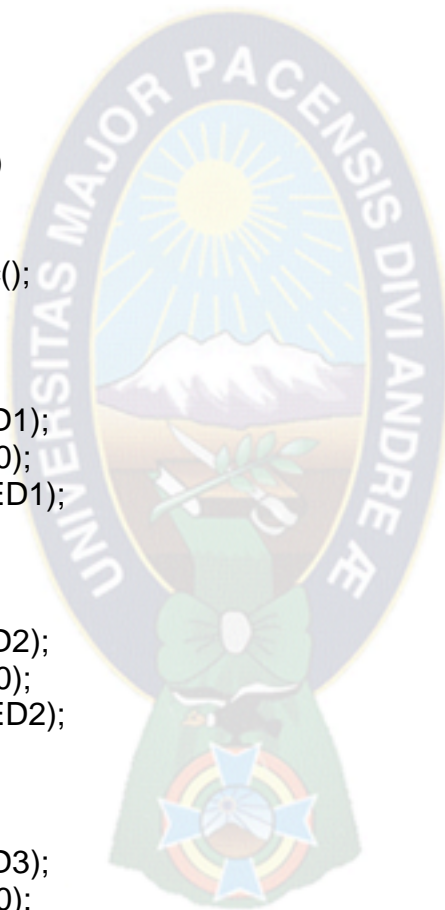 UNIVERSITAS MAJOR PACENSIS DIVI ANDRE Æ
)
();
D1);
0);
ED1);
D2);
0);
ED2);
D3);
0);